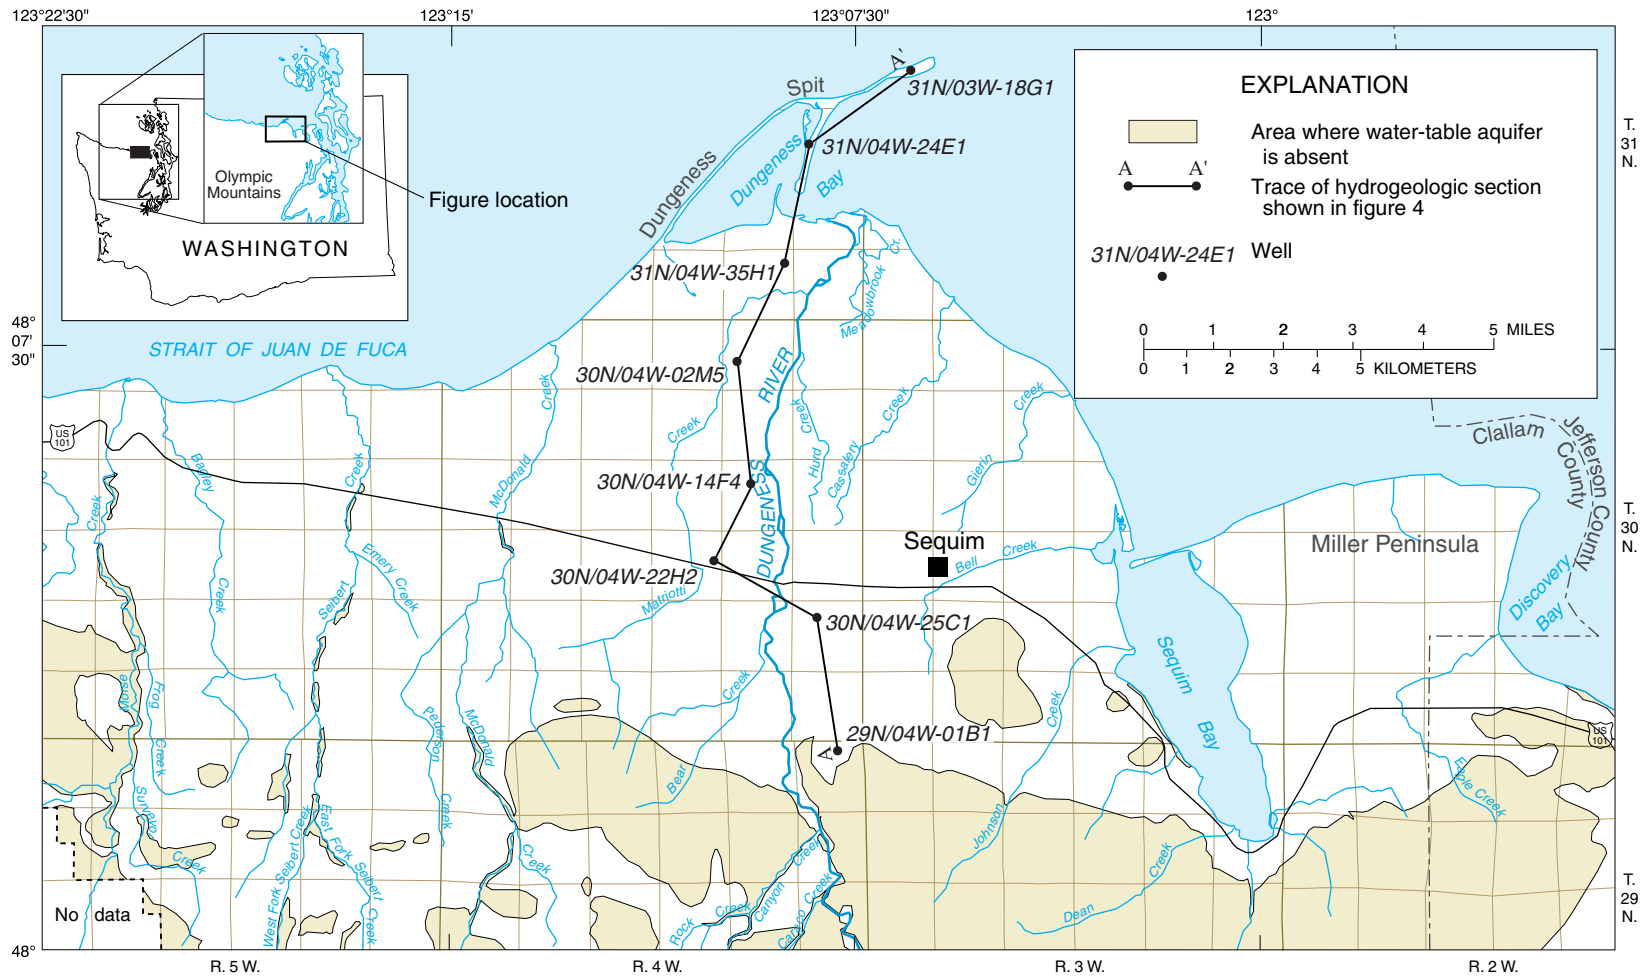 123°22'30"
123°15'
123°07'30"
123°
Olympic
Mountains
WASHINGTON
Figure location
EXPLANATION
Area where water-table aquifer
is absent
A A'
Trace of hydrogeologic section
shown in figure 4
31N/04W-24E1
Well
0 1 2 3 4 5 MILES
0 1 2 3 4 5 KILOMETERS
T.
31
N.
A'
Spit
31N/03W-18G1
Dungeness
Dungeness
Bay
31N/04W-24E1
31N/04W-35H1
Meadowbrook
Cr.
48°
07'
30"
STRAIT OF JUAN DE FUCA
30N/04W-02M5
RIVER
DUNGENESS
Creek
Creek
Hurd
Creek
Cassalery
Creek
Gierin
US
101
Bagley
Creek
Creek
Creek
McDonald
Creek
30N/04W-14F4
Clallam
County
Jefferson County
T.
30
N.
Sequim
Bell
Creek
Miller Peninsula
Discovery
Bay
30N/04W-22H2
Matriotti
30N/04W-25C1
Creek
Seibert
Emery
Creek
Sequim
Bay
Morse
Frog
Creek
Pederson
Creek
McDonald
Creek
Creek
Bear
29N/04W-01B1
A
Creek
Johnson
US
101
Eagle Creek
Surveyor
Creek
West Fork Seibert Creek
East Fork Seibert
Creek
Rock
Creek
Canyon
Creek
Caraco Creek
Dean
Creek
No data
T.
29
N.
48°
R. 5 W.
R. 4 W.
R. 3 W.
R. 2 W.